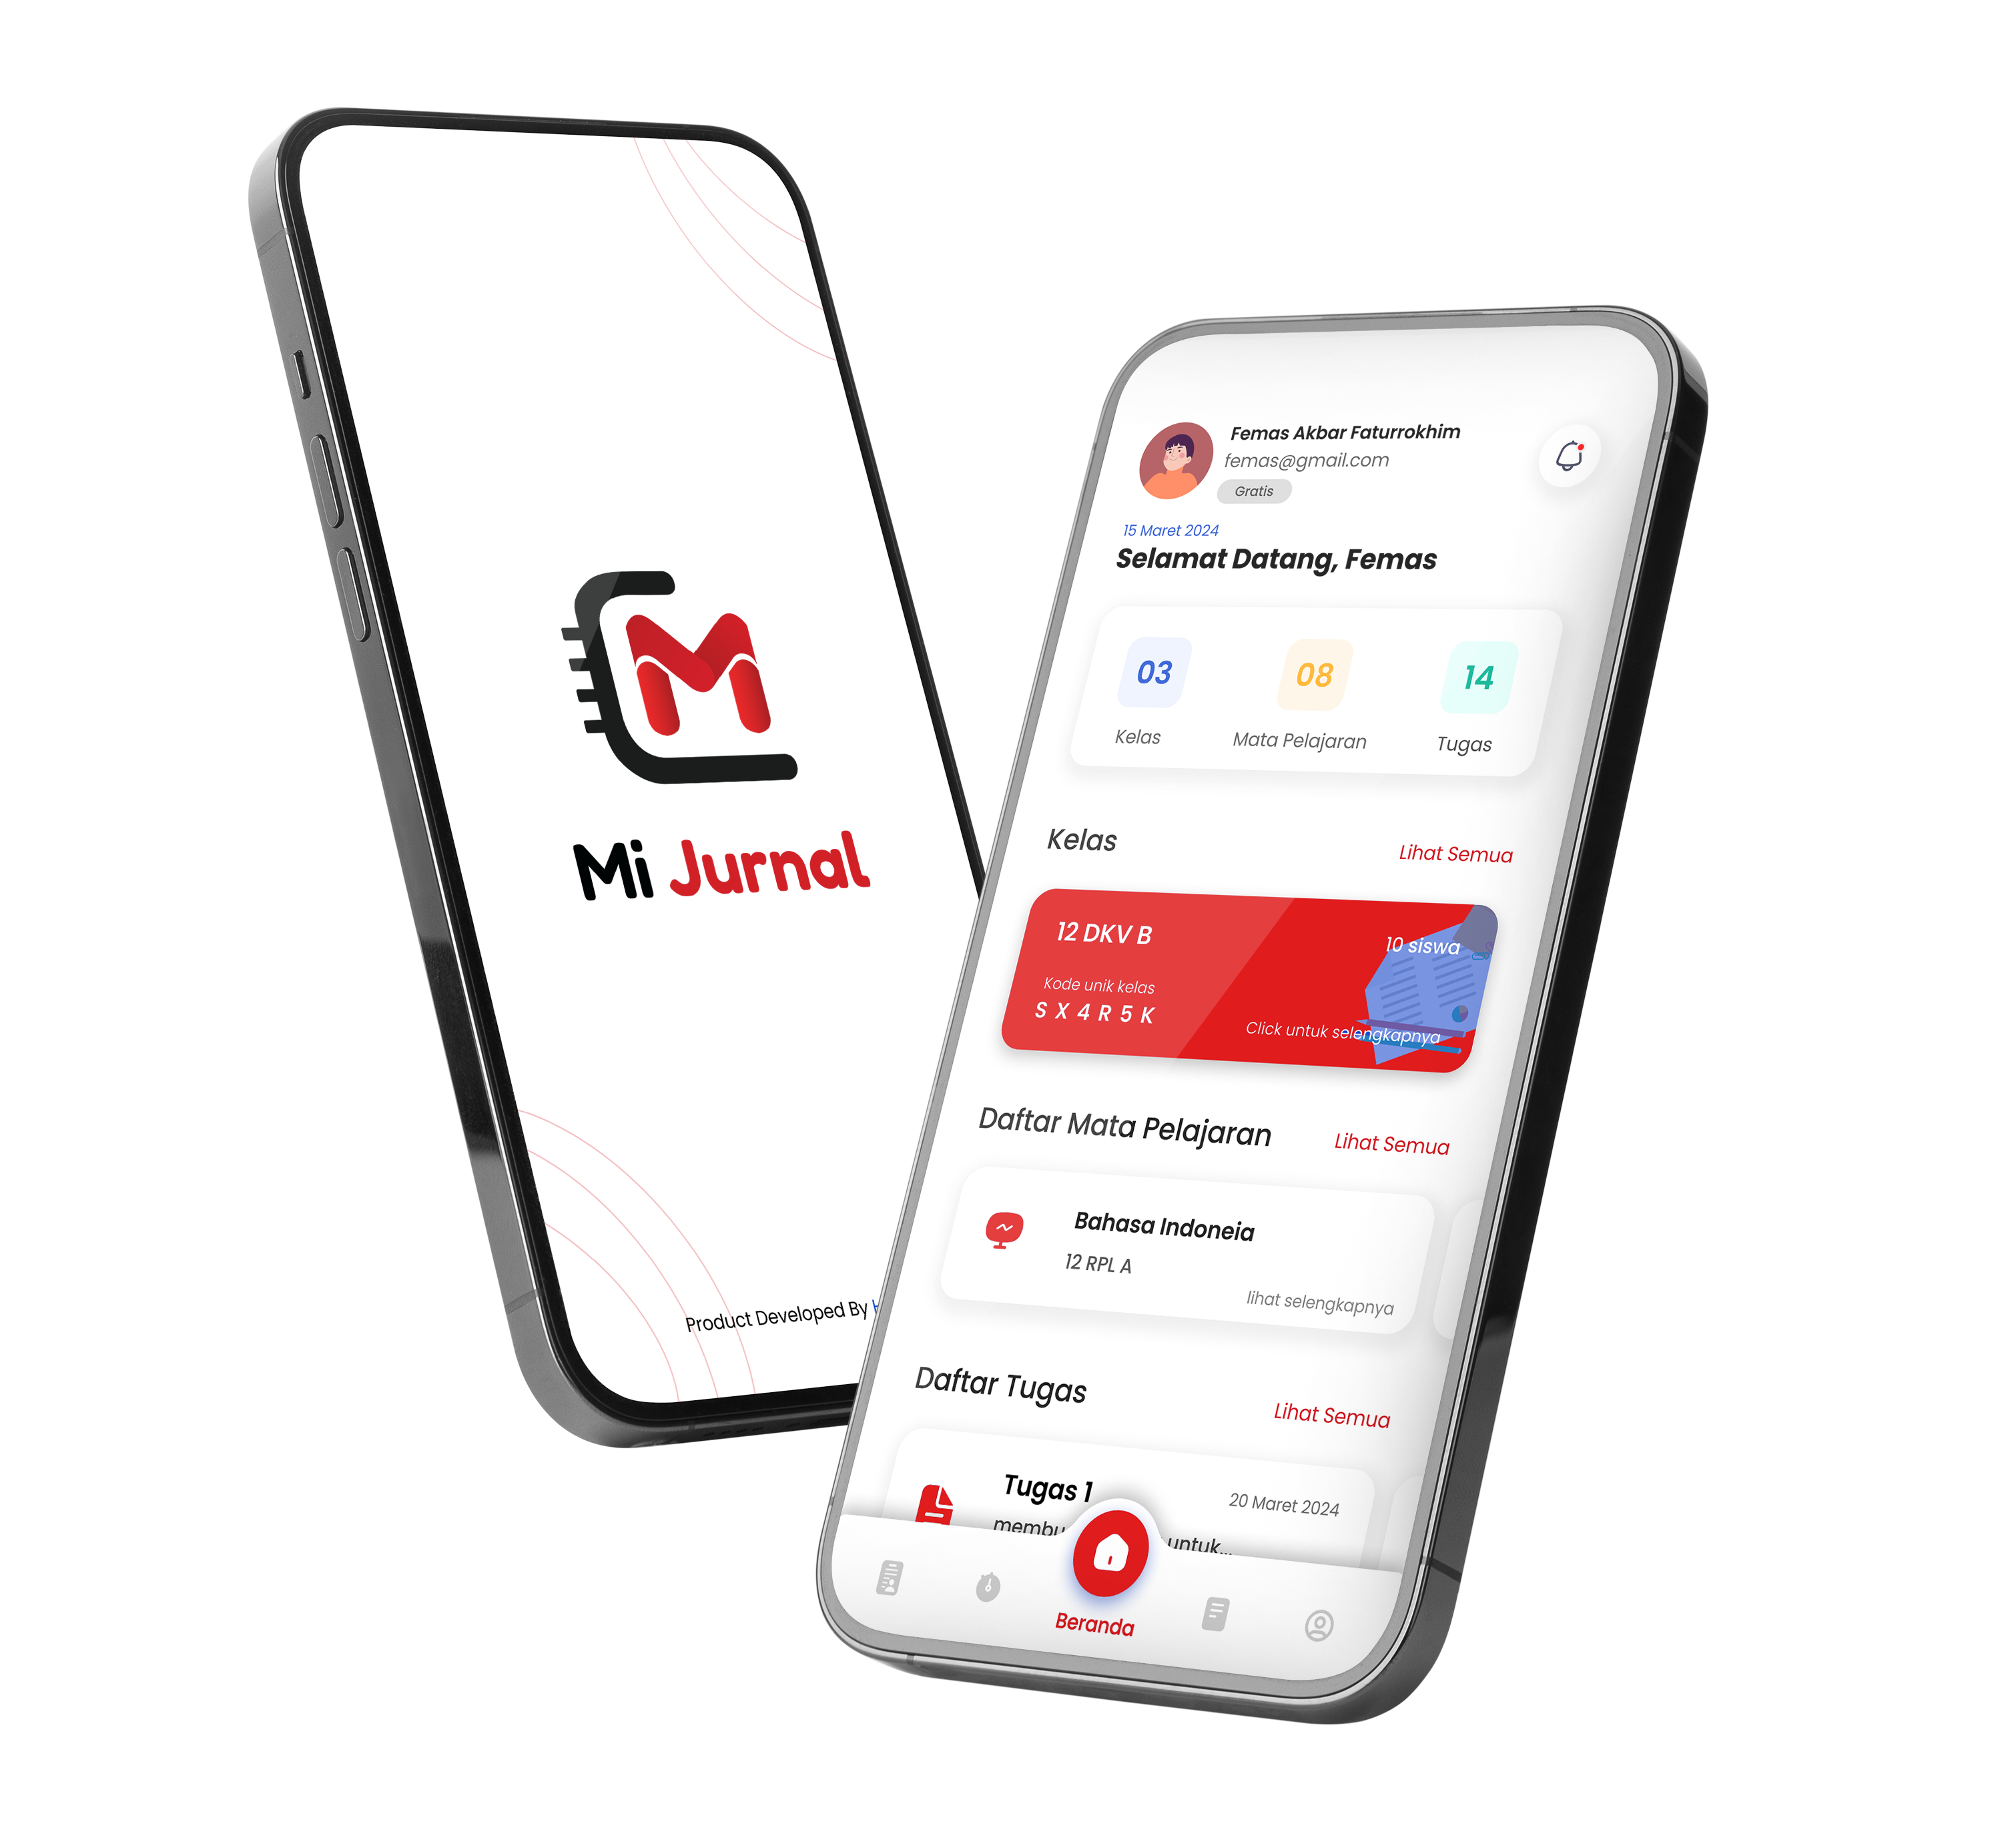 Mi Jurnal
Product Developed By
Femas Akbar Faturrokhim
femas@gmail.com
Gratis
15 Maret 2024
Selamat Datang, Femas
03
08
14
Kelas
Mata Pelajaran
Tugas
Kelas
Lihat Semua
12 DKV B
10 siswa
Kode unik kelas
S X 4 R 5 K
Click untuk selengkapnya
Daftar Mata Pelajaran
Lihat Semua
Bahasa Indoneia
12 RPL A
lihat selengkapnya
Daftar Tugas
Lihat Semua
Tugas 1
20 Maret 2024
untuk...
Beranda